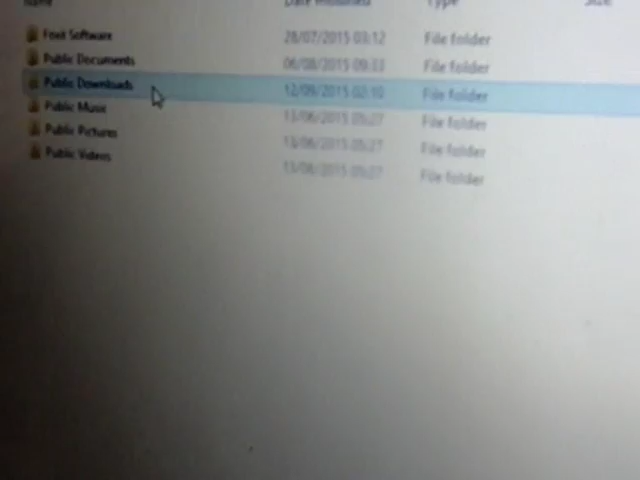 Name Date modified Type Size
Foxit Software 28/07/2015 03:12 File folder
Public Documents 06/08/2015 09:33 File folder
Public Downloads 12/09/2015 02:10 File folder
Public Music 13/06/2015 05:27 File folder
Public Pictures 13/06/2015 05:27 File folder
Public Videos 13/06/2015 05:27 File folder